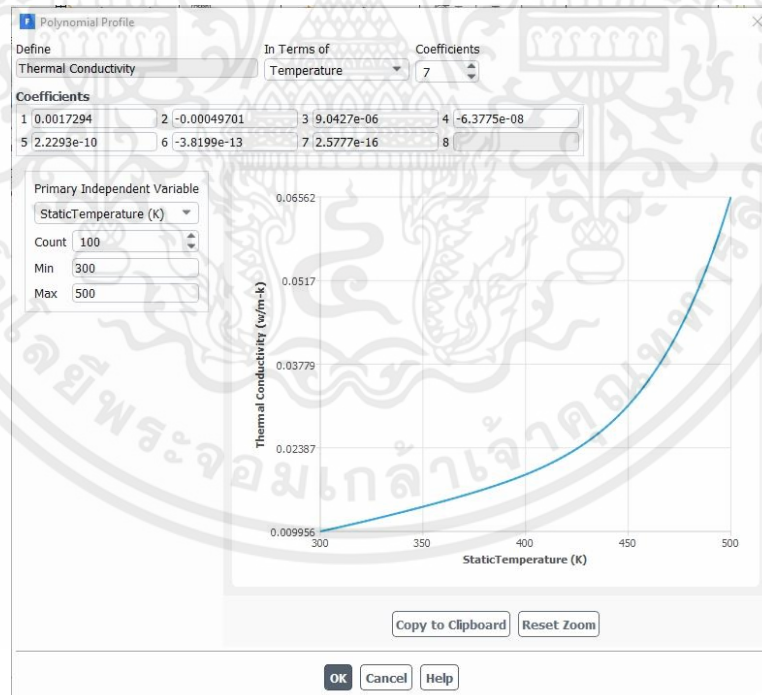 Polynomial Profile
Define In Terms of Coefficients
Thermal Conductivity Temperature 7
Coefficients
1 0.0017294 2 -0.00049701 3 9.0427e-06 4 -6.3775e-08
5 2.2293e-10 6 -3.8199e-13 7 2.5777e-16 8
Primary Independent Variable
StaticTemperature (K)
Count 100
Min 300
Max 500
Thermal Conductivity (w/m-k)
0.06562
0.0517
0.03779
0.02387
0.009956
300 350 400 450 500
StaticTemperature (K)
Copy to Clipboard Reset Zoom
OK Cancel Help